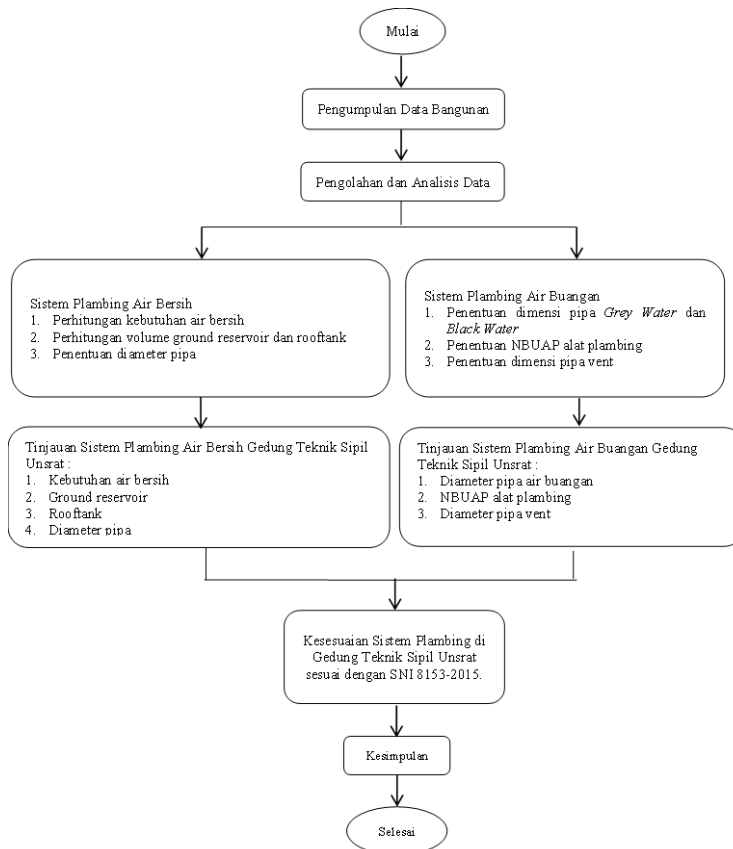 Mulai
Pengumpulan Data Bangunan
Pengolahan dan Analisis Data
Sistem Plambing Air Bersih
1. Perhitungan kebutuhan air bersih
2. Perhitungan volume ground reservoir dan rooftank
3. Penentuan diameter pipa
Sistem Plambing Air Buangan
1. Penentuan dimensi pipa Grey Water dan
Black Water
2. Penentuan NBUAP alat plambing
3. Penentuan dimensi pipa vent
Tinjauan Sistem Plambing Air Bersih Gedung Teknik Sipil
Unsrat :
1. Kebutuhan air bersih
2. Ground reservoir
3. Rooftank
4. Diameter pipa
Tinjauan Sistem Plambing Air Buangan Gedung
Teknik Sipil Unsrat :
1. Diameter pipa air buangan
2. NBUAP alat plambing
3. Diameter pipa vent
Kesesuaian Sistem Plambing di
Gedung Teknik Sipil Unsrat
sesuai dengan SNI 8153-2015.
Kesimpulan
Selesai